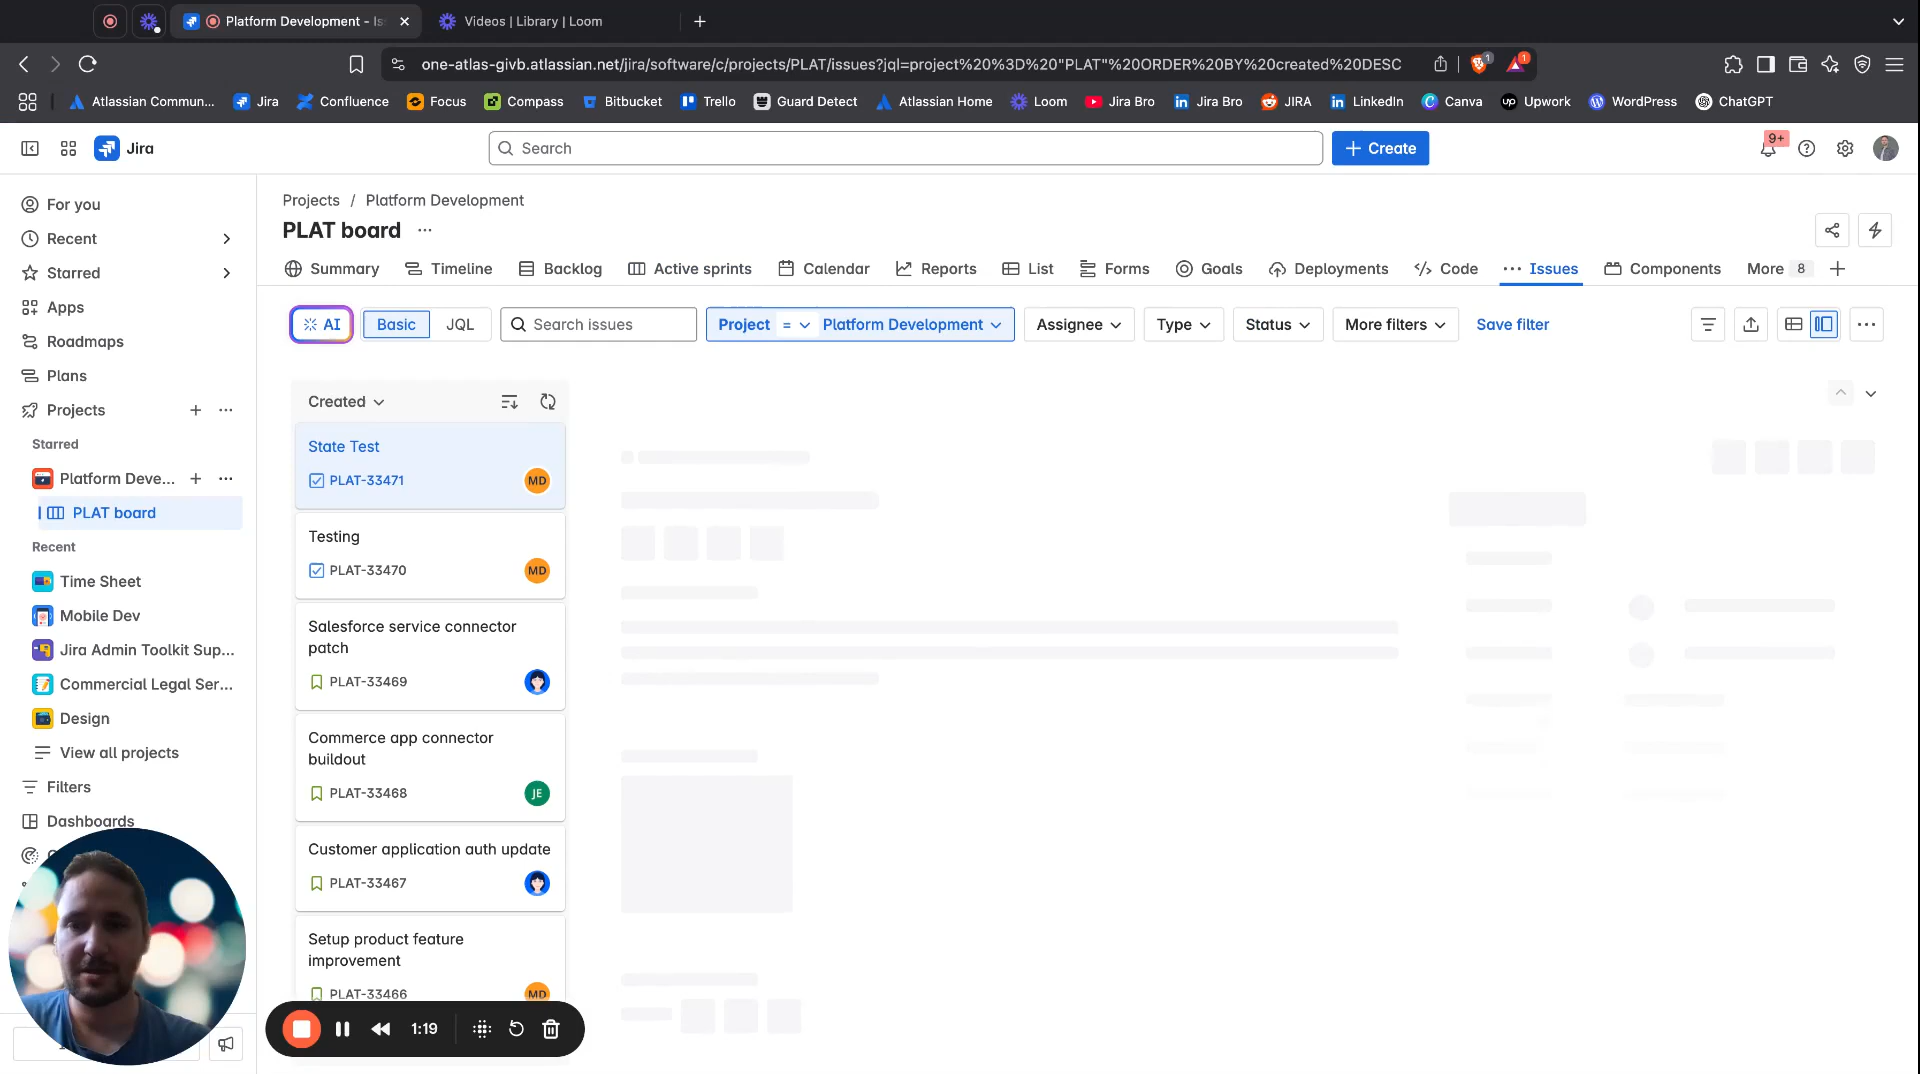 Platform Development - Is
Videos | Library | Loom
one-atlas-givb.atlassian.net/jira/software/c/projects/PLAT/issues?jql=project%20%3D%20"PLAT"%20ORDER%20BY%20created%20DESC
1
1
Atlassian Commun...
Jira
Confluence
Focus
Compass
Bitbucket
Trello
Guard Detect
Atlassian Home
Loom
Jira Bro
Jira Bro
JIRA
LinkedIn
Canva
Upwork
WordPress
ChatGPT
Jira
Search
Create
9+
For you
Recent
Starred
Apps
Roadmaps
Plans
Projects
Starred
Platform Deve...
PLAT board
Recent
Time Sheet
Mobile Dev
Jira Admin Toolkit Sup...
Commercial Legal Ser...
Design
View all projects
Filters
Dashboards
Projects / Platform Development
PLAT board
Summary
Timeline
Backlog
Active sprints
Calendar
Reports
List
Forms
Goals
Deployments
Code
Issues
Components
More 8
AI
Basic
JQL
Search issues
Project = Platform Development
Assignee
Type
Status
More filters
Save filter
Created
State Test
PLAT-33471
MD
Testing
PLAT-33470
MD
Salesforce service connector
patch
PLAT-33469
Commerce app connector
buildout
PLAT-33468
JE
Customer application auth update
PLAT-33467
Setup product feature
improvement
PLAT-33466
MD
1:19